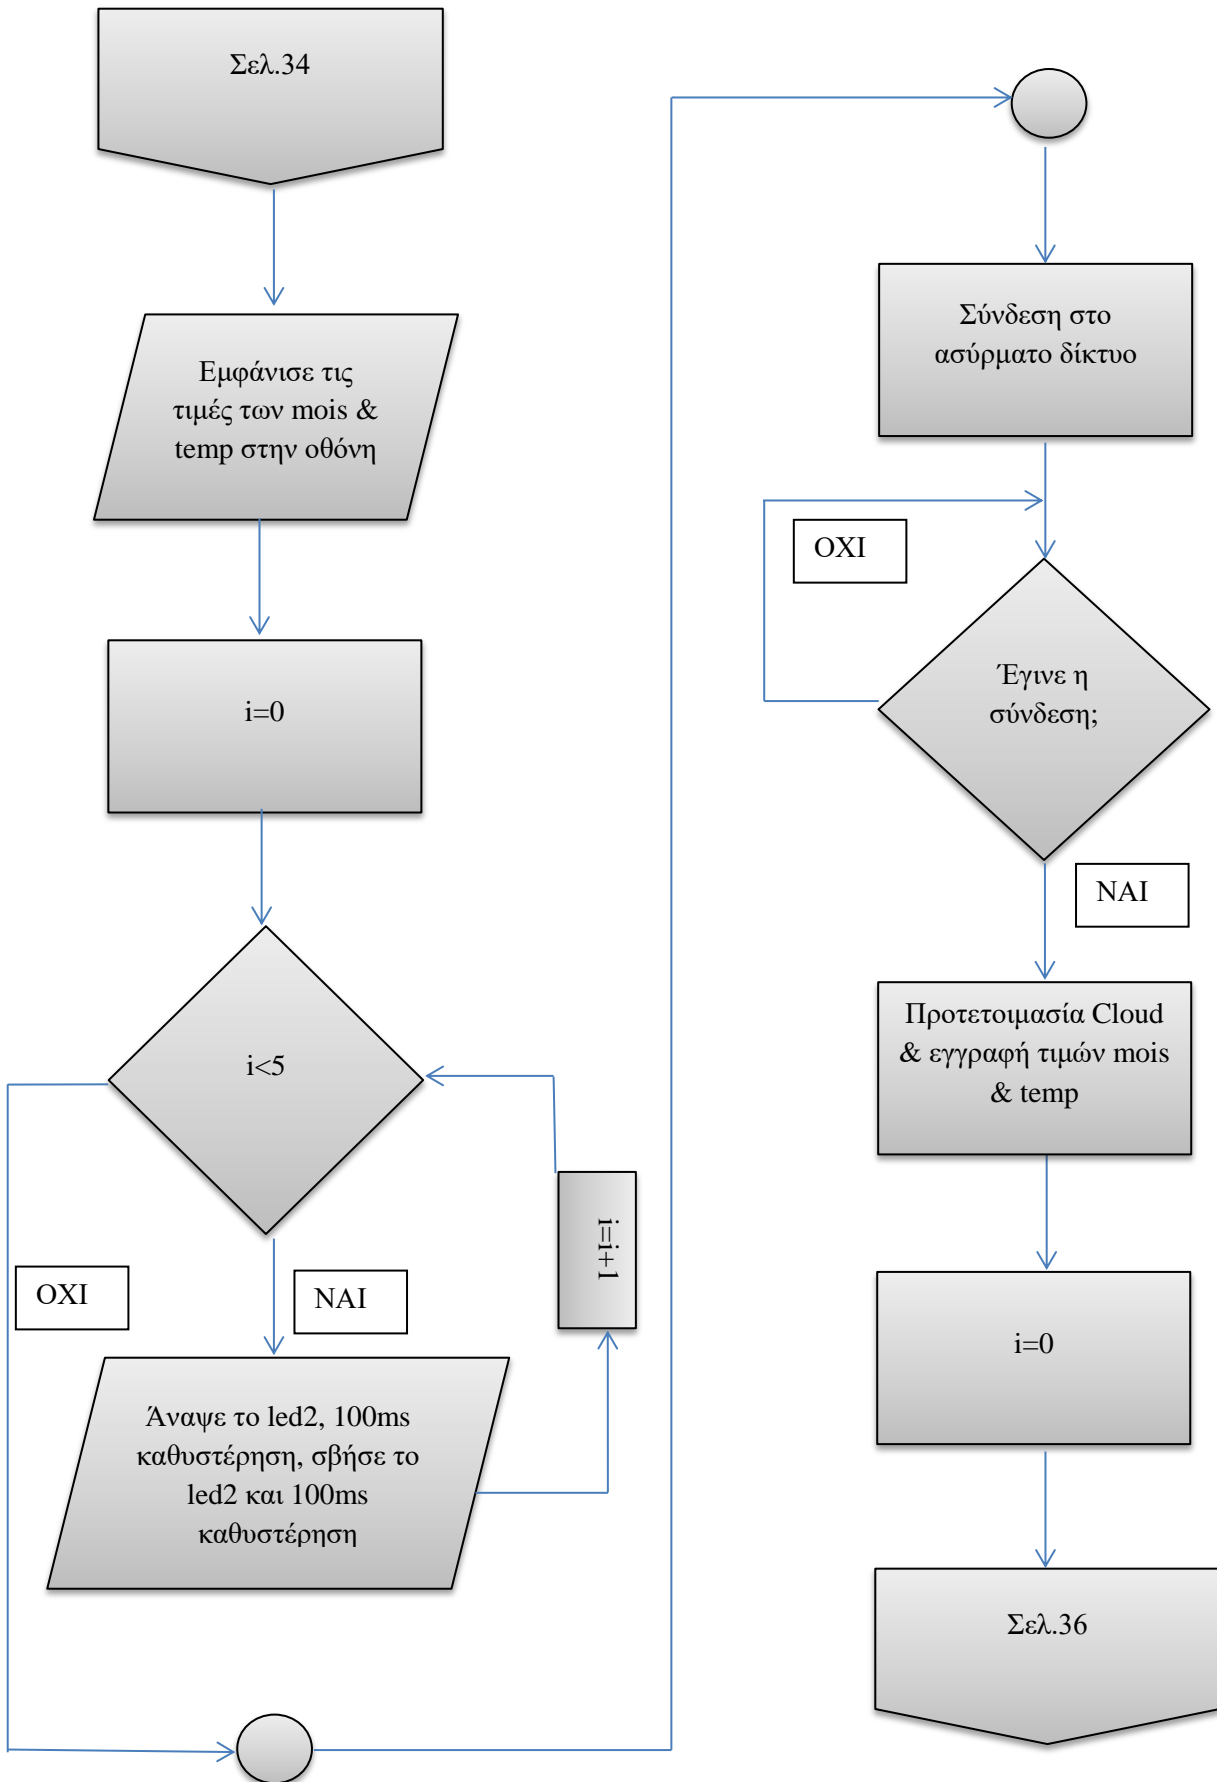 Σελ.34
Εμφάνισε τις
τιμές των mois &
temp στην οθόνη
i=0
i<5
i=i+1
ΟΧΙ
ΝΑΙ
Άναψε το led2, 100ms
καθυστέρηση, σβήσε το
led2 και 100ms
καθυστέρηση
Σύνδεση στο
ασύρματο δίκτυο
ΟΧΙ
Έγινε η
σύνδεση;
ΝΑΙ
Προτετοιμασία Cloud
& εγγραφή τιμών mois
& temp
i=0
Σελ.36